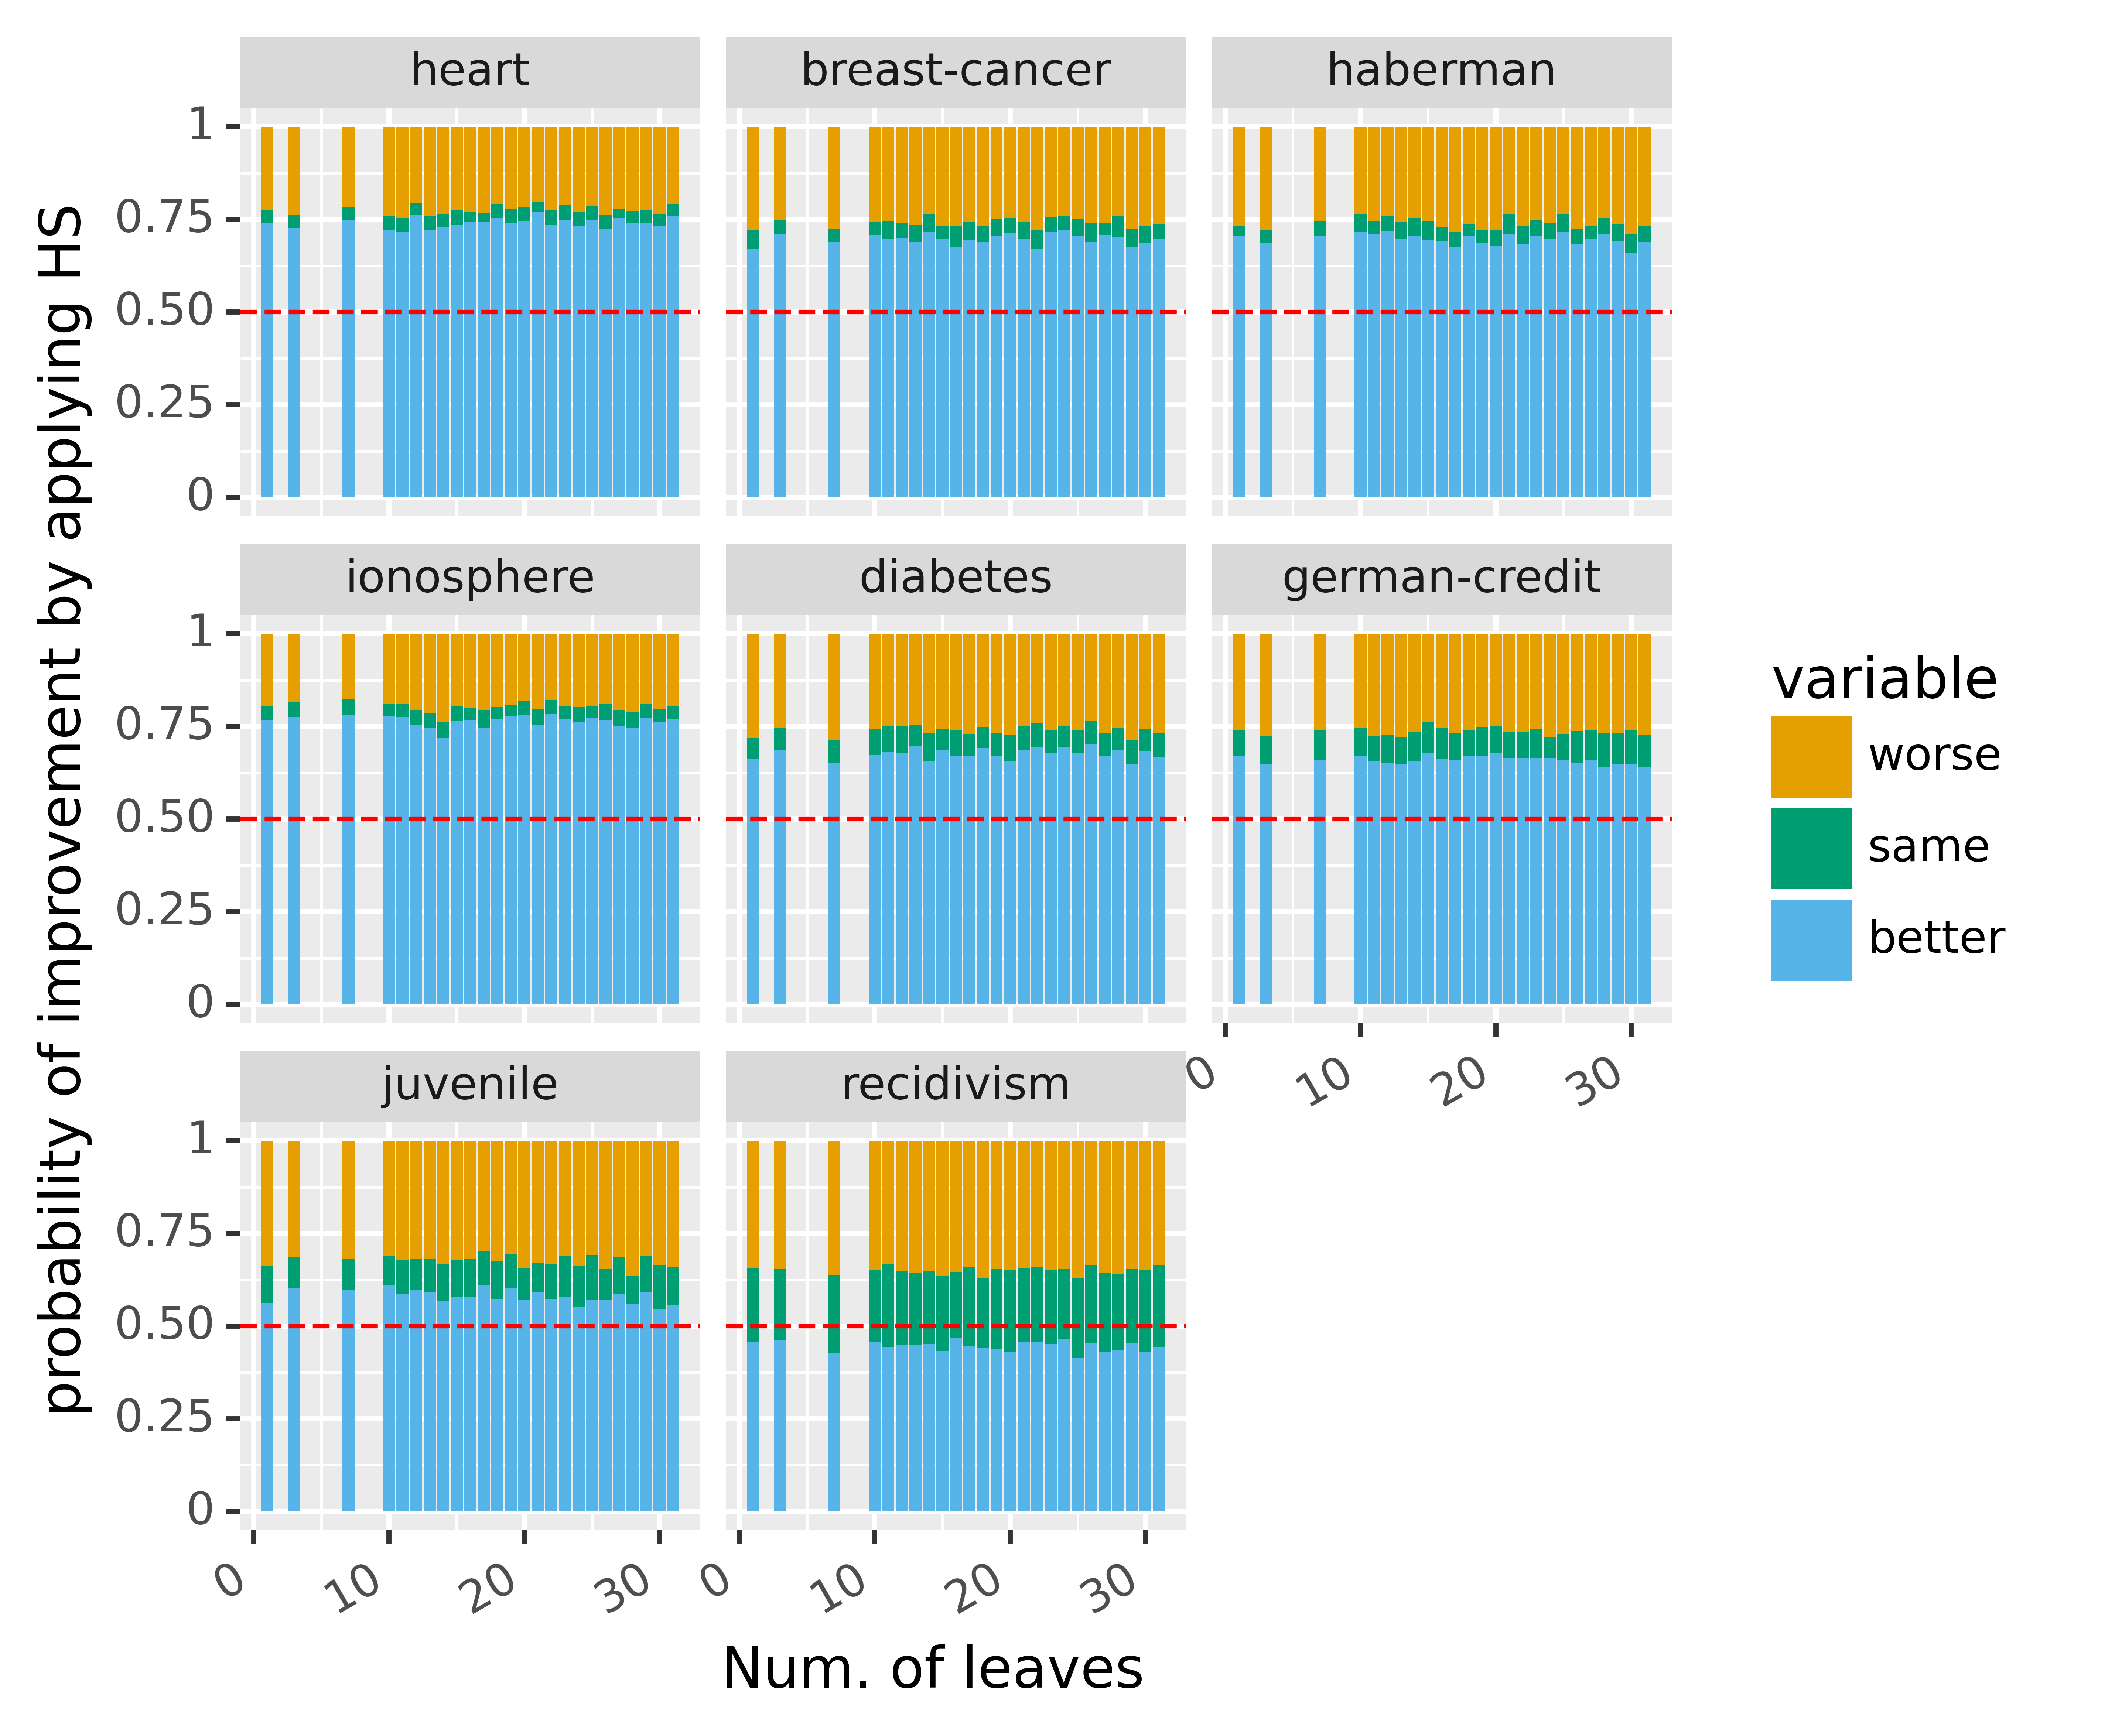 probability of improvement by applying HS
heart
breast-cancer
haberman
1
0.75
0.50
0.25
0
ionosphere
diabetes
german-credit
1
0.75
0.50
0.25
0
0
10
20
30
juvenile
recidivism
1
0.75
0.50
0.25
0
0
10
20
30
0
10
20
30
Num. of leaves
variable
worse
same
better